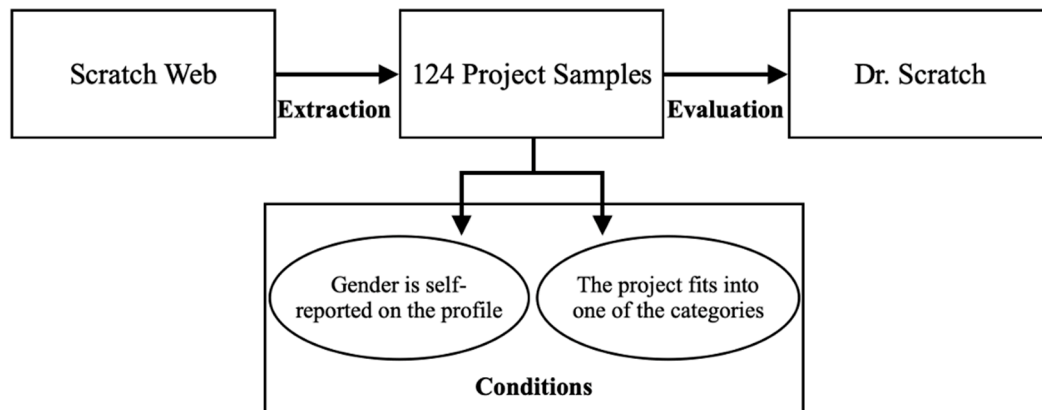 Scratch Web
Extraction
124 Project Samples
Evaluation
Dr. Scratch
Gender is self-
reported on the profile
The project fits into
one of the categories
Conditions